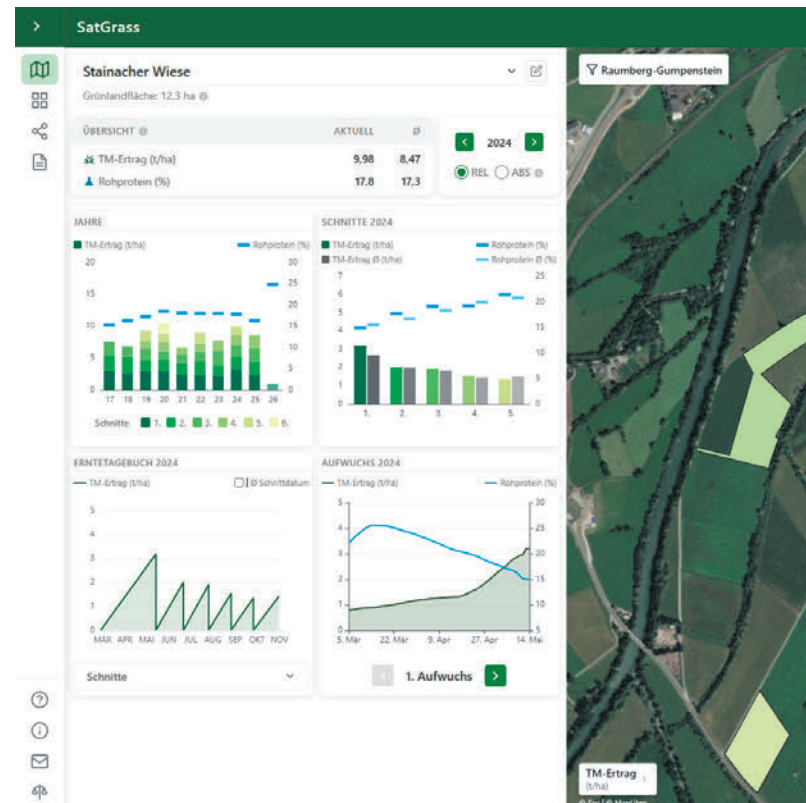 SatGrass
Stainacher Wiese
Grünlandfläche: 12.3 ha
Raumberg-Gumpenstein
ÜBERSICHT AKTUELL Ø
TM-Ertrag (t/ha) 9,98 8,47
Rohprotein (%) 17.8 17,3
2024
REL ABS
JAHRE
TM-Ertrag (t/ha) Rohprotein (%)
20 30
25
15 20
10 15
10
5 5
0 0
17 18 19 20 21 22 23 24 25 26
Schnitte 1. 2. 3. 4. 5. 6.
SCHNITTE 2024
TM-Ertrag (t/ha) Rohprotein (%)
TM-Ertrag Ø (t/ha) Rohprotein Ø (%)
7 25
6
5 20
4 15
3
2 10
1 5
0 0
1. 2. 3. 4. 5.
ERNTETAGEBUCH 2024
TM-Ertrag (t/ha) Ø Schnittdatum
5
4
3
2
1
0
MÄR APR MAI JUN JUL AUG SEP OKT NOV
Schnitte
AUFWUCHS 2024
TM-Ertrag (t/ha) Rohprotein (%)
5 30
4 25
3 20
2 15
1 10
0 5
5. Mär 22. Mär 9. Apr 27. Apr 14. Mai
1. Aufwuchs
TM-Ertrag
(t/ha)